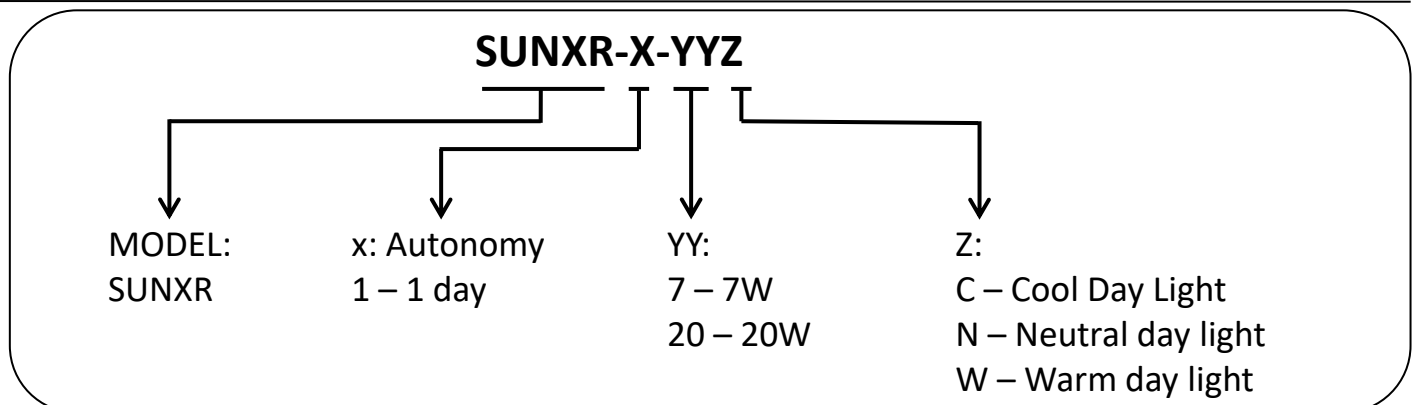 SUNXR-X-YYZ
MODEL:
SUNXR
x: Autonomy
1 – 1 day
YY:
7 – 7W
20 – 20W
Z:
C – Cool Day Light
N – Neutral day light
W – Warm day light